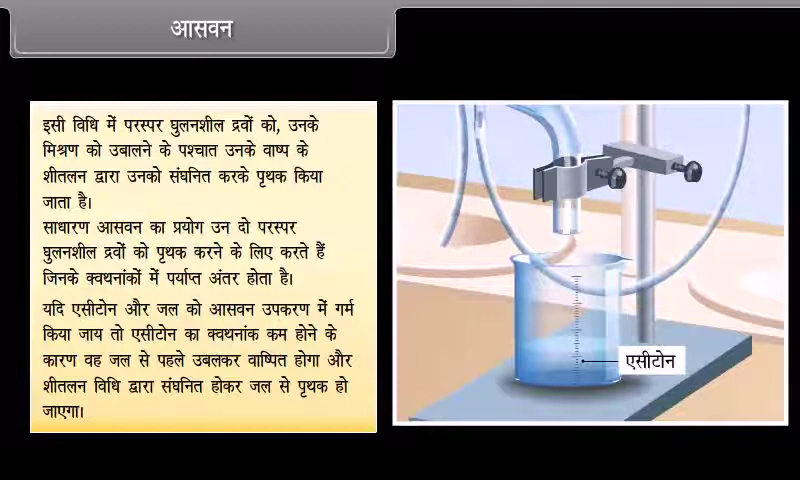 आसवन
इसी विधि में परस्पर घुलनशील द्रवों को, उनके
मिश्रण को उबालने के पश्चात उनके वाष्प के
शीतलन द्वारा उनको संघनित करके पृथक किया
जाता है।
साधारण आसवन का प्रयोग उन दो परस्पर
घुलनशील द्रवों को पृथक करने के लिए करते हैं
जिनके क्वथनांकों में पर्याप्त अंतर होता है।
यदि एसीटोन और जल को आसवन उपकरण में गर्म
किया जाय तो एसीटोन का क्वथनांक कम होने के
कारण वह जल से पहले उबलकर वाष्पित होगा और
शीतलन विधि द्वारा संघनित होकर जल से पृथक हो
जाएगा।
एसीटोन